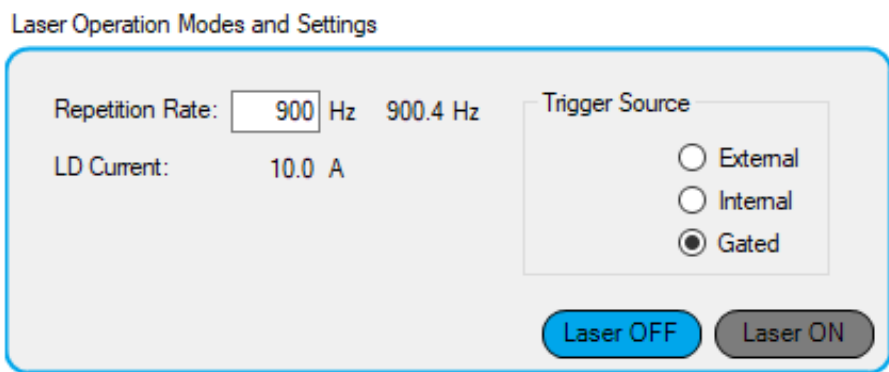 Laser Operation Modes and Settings
Repetition Rate: 900 Hz 900.4 Hz
LD Current: 10.0 A
Trigger Source
External
Internal
Gated
Laser OFF Laser ON